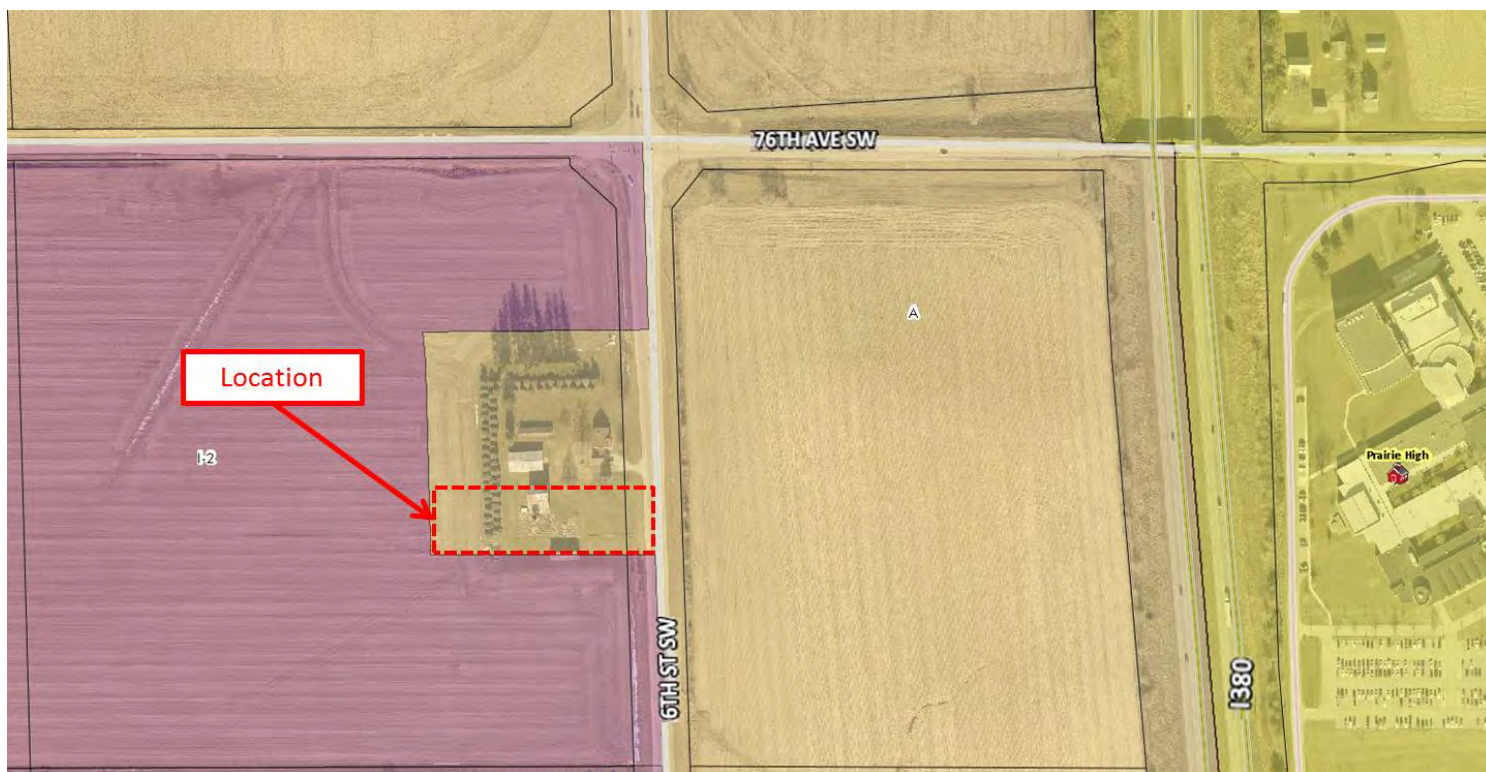 76TH AVE SW
A
Location
I-2
Prairie High
6TH ST SW
I380